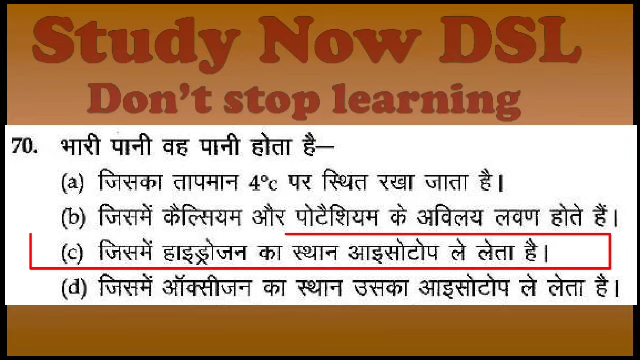 Study Now DSL
Don't stop learning
70. भारी पानी वह पानी होता है—
(a) जिसका तापमान 4°c पर स्थित रखा जाता है।
(b) जिसमें कैल्सियम और पोटैशियम के अविलय लवण होते हैं।
(c) जिसमें हाइड्रोजन का स्थान आइसोटोप ले लेता है।
(d) जिसमें ऑक्सीजन का स्थान उसका आइसोटोप ले लेता है।